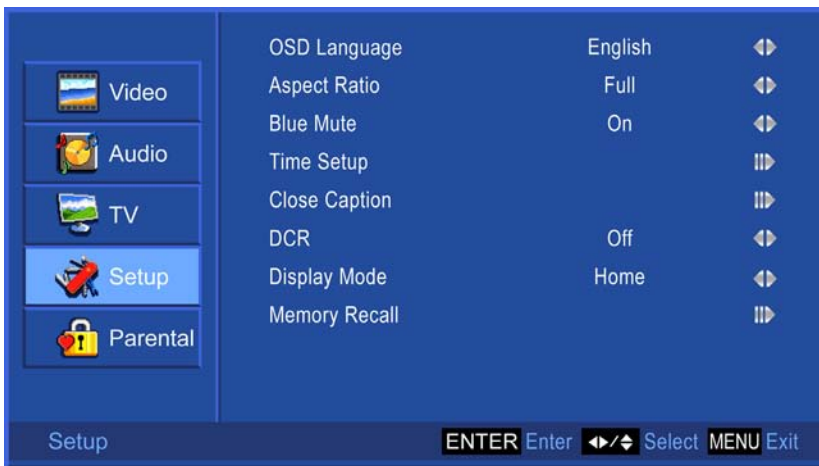 Video
Audio
TV
Setup
Parental
OSD Language English
Aspect Ratio Full
Blue Mute On
Time Setup
Close Caption
DCR Off
Display Mode Home
Memory Recall
Setup ENTER Enter ◀▶/▲▼ Select MENU Exit